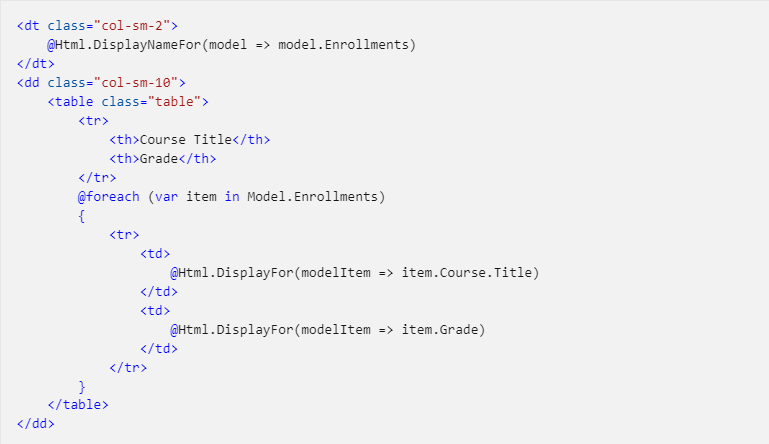 <dt class="col-sm-2">
    @Html.DisplayNameFor(model => model.Enrollments)
</dt>
<dd class="col-sm-10">
    <table class="table">
        <tr>
            <th>Course Title</th>
            <th>Grade</th>
        </tr>
        @foreach (var item in Model.Enrollments)
        {
            <tr>
                <td>
                    @Html.DisplayFor(modelItem => item.Course.Title)
                </td>
                <td>
                    @Html.DisplayFor(modelItem => item.Grade)
                </td>
            </tr>
        }
    </table>
</dd>